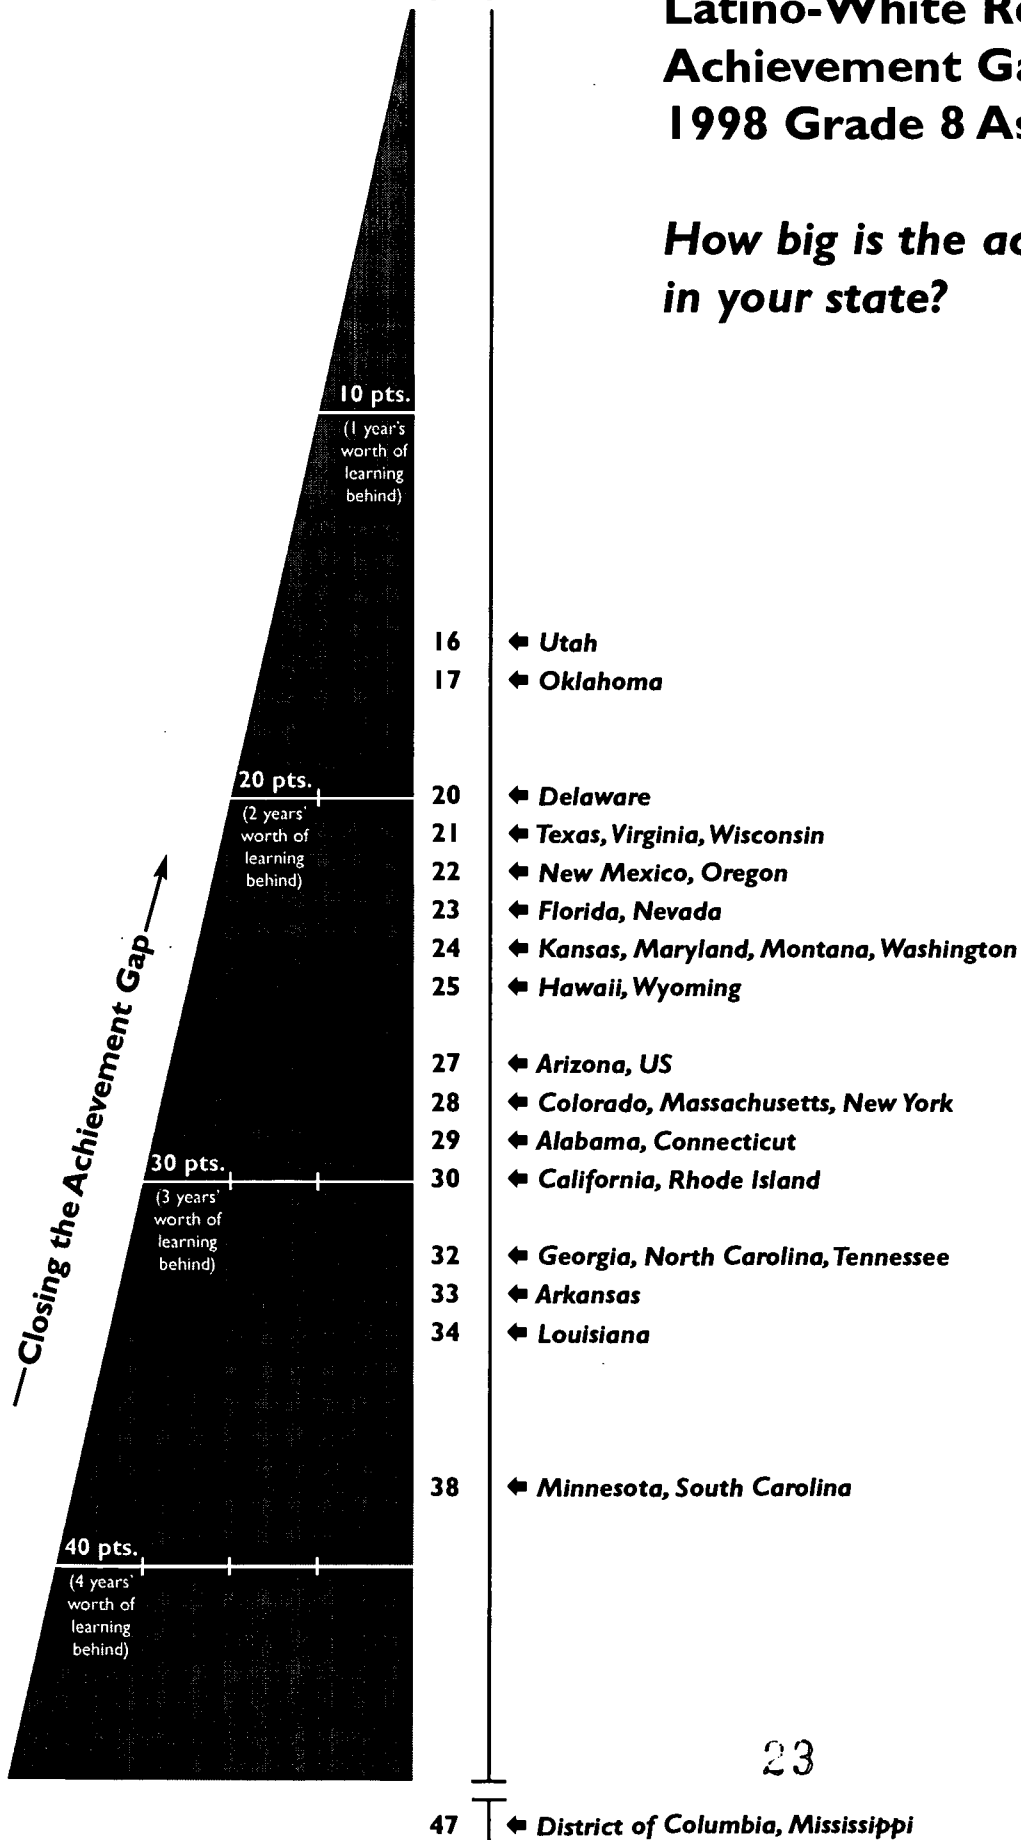 Latino-White
Achievement
1998 Grade 8
How big is the
in your state?
10 pts.
(1 year's
worth of
learning
behind)
16 Utah
17 Oklahoma
20 pts.
(2 years'
worth of
learning
behind)
20 Delaware
21 Texas, Virginia, Wisconsin
22 New Mexico, Oregon
23 Florida, Nevada
24 Kansas, Maryland, Montana, Washington
25 Hawaii, Wyoming
27 Arizona, US
28 Colorado, Massachusetts, New York
29 Alabama, Connecticut
30 pts.
(3 years'
worth of
learning
behind)
30 California, Rhode Island
32 Georgia, North Carolina, Tennessee
33 Arkansas
34 Louisiana
Closing the Achievement Gap
38 Minnesota, South Carolina
40 pts.
(4 years'
worth of
learning
behind)
23
47 District of Columbia, Mississippi